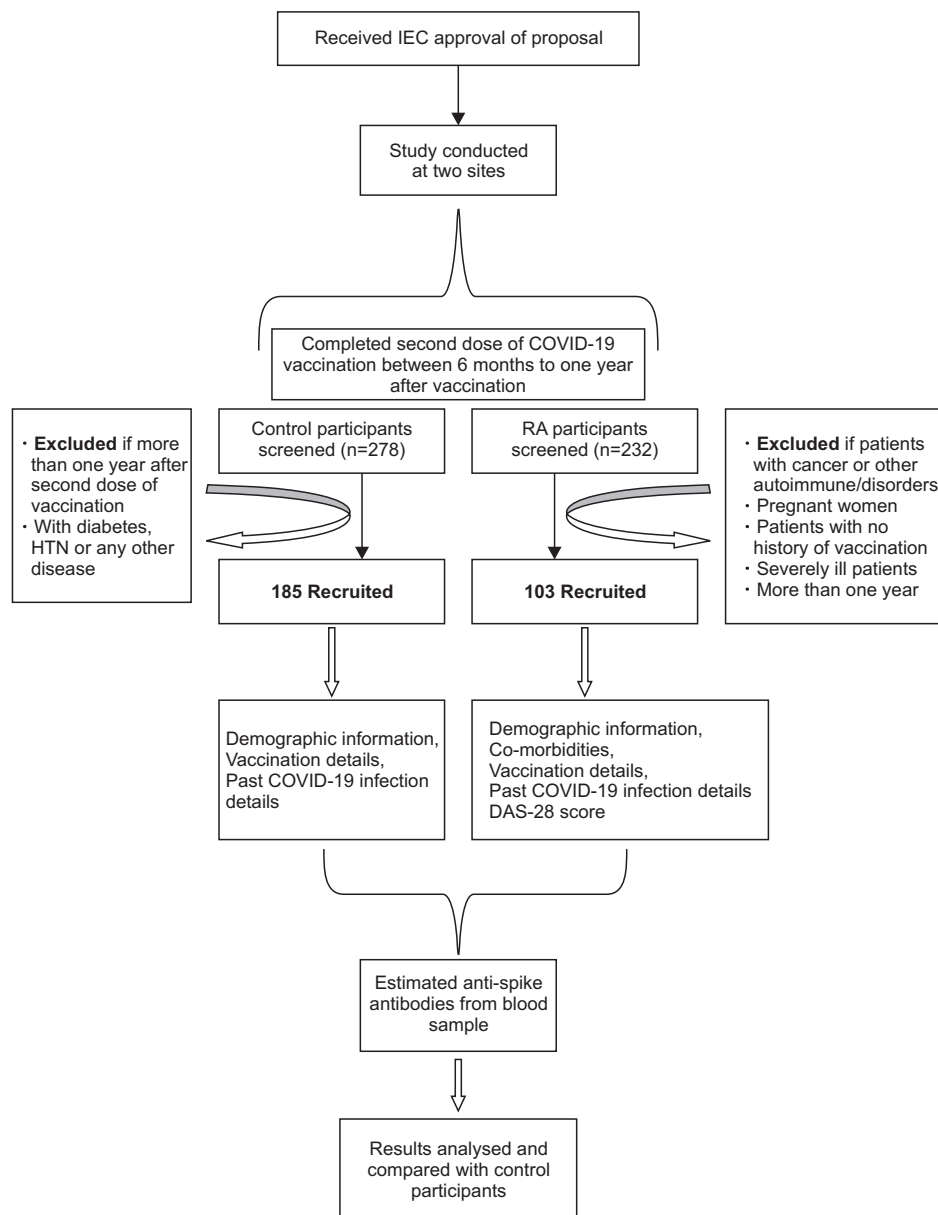 Received IEC approval of proposal
Study conducted
at two sites
Completed second dose of COVID-19
vaccination between 6 months to one year
after vaccination
· Excluded if more
than one year after
second dose of
vaccination
· With diabetes,
HTN or any other
disease
Control participants
screened (n=278)
RA participants
screened (n=232)
· Excluded if patients
with cancer or other
autoimmune/disorders
· Pregnant women
· Patients with no
history of vaccination
· Severely ill patients
· More than one year
185 Recruited
103 Recruited
Demographic information,
Vaccination details,
Past COVID-19 infection
details
Demographic information,
Co-morbidities,
Vaccination details,
Past COVID-19 infection details
DAS-28 score
Estimated anti-spike
antibodies from blood
sample
Results analysed and
compared with control
participants